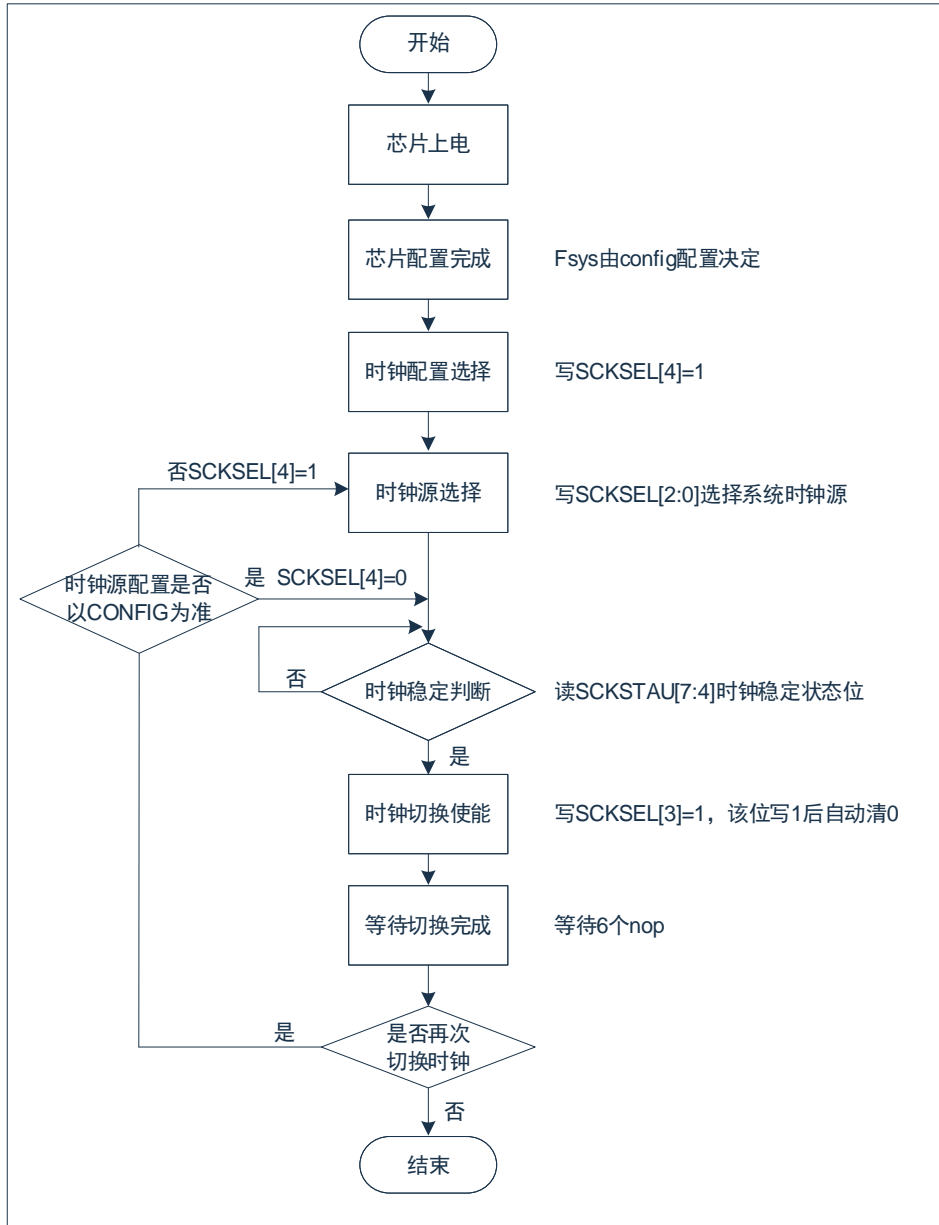 开始
芯片上电
芯片配置完成
Fsys由config配置决定
时钟配置选择
写SCKSEL[4]=1
否SCKSEL[4]=1
时钟源选择
写SCKSEL[2:0]选择系统时钟源
时钟源配置是否
以CONFIG为准
是 SCKSEL[4]=0
否
时钟稳定判断
读SCKSTAU[7:4]时钟稳定状态位
是
时钟切换使能
写SCKSEL[3]=1，该位写1后自动清0
等待切换完成
等待6个nop
是
是否再次
切换时钟
否
结束